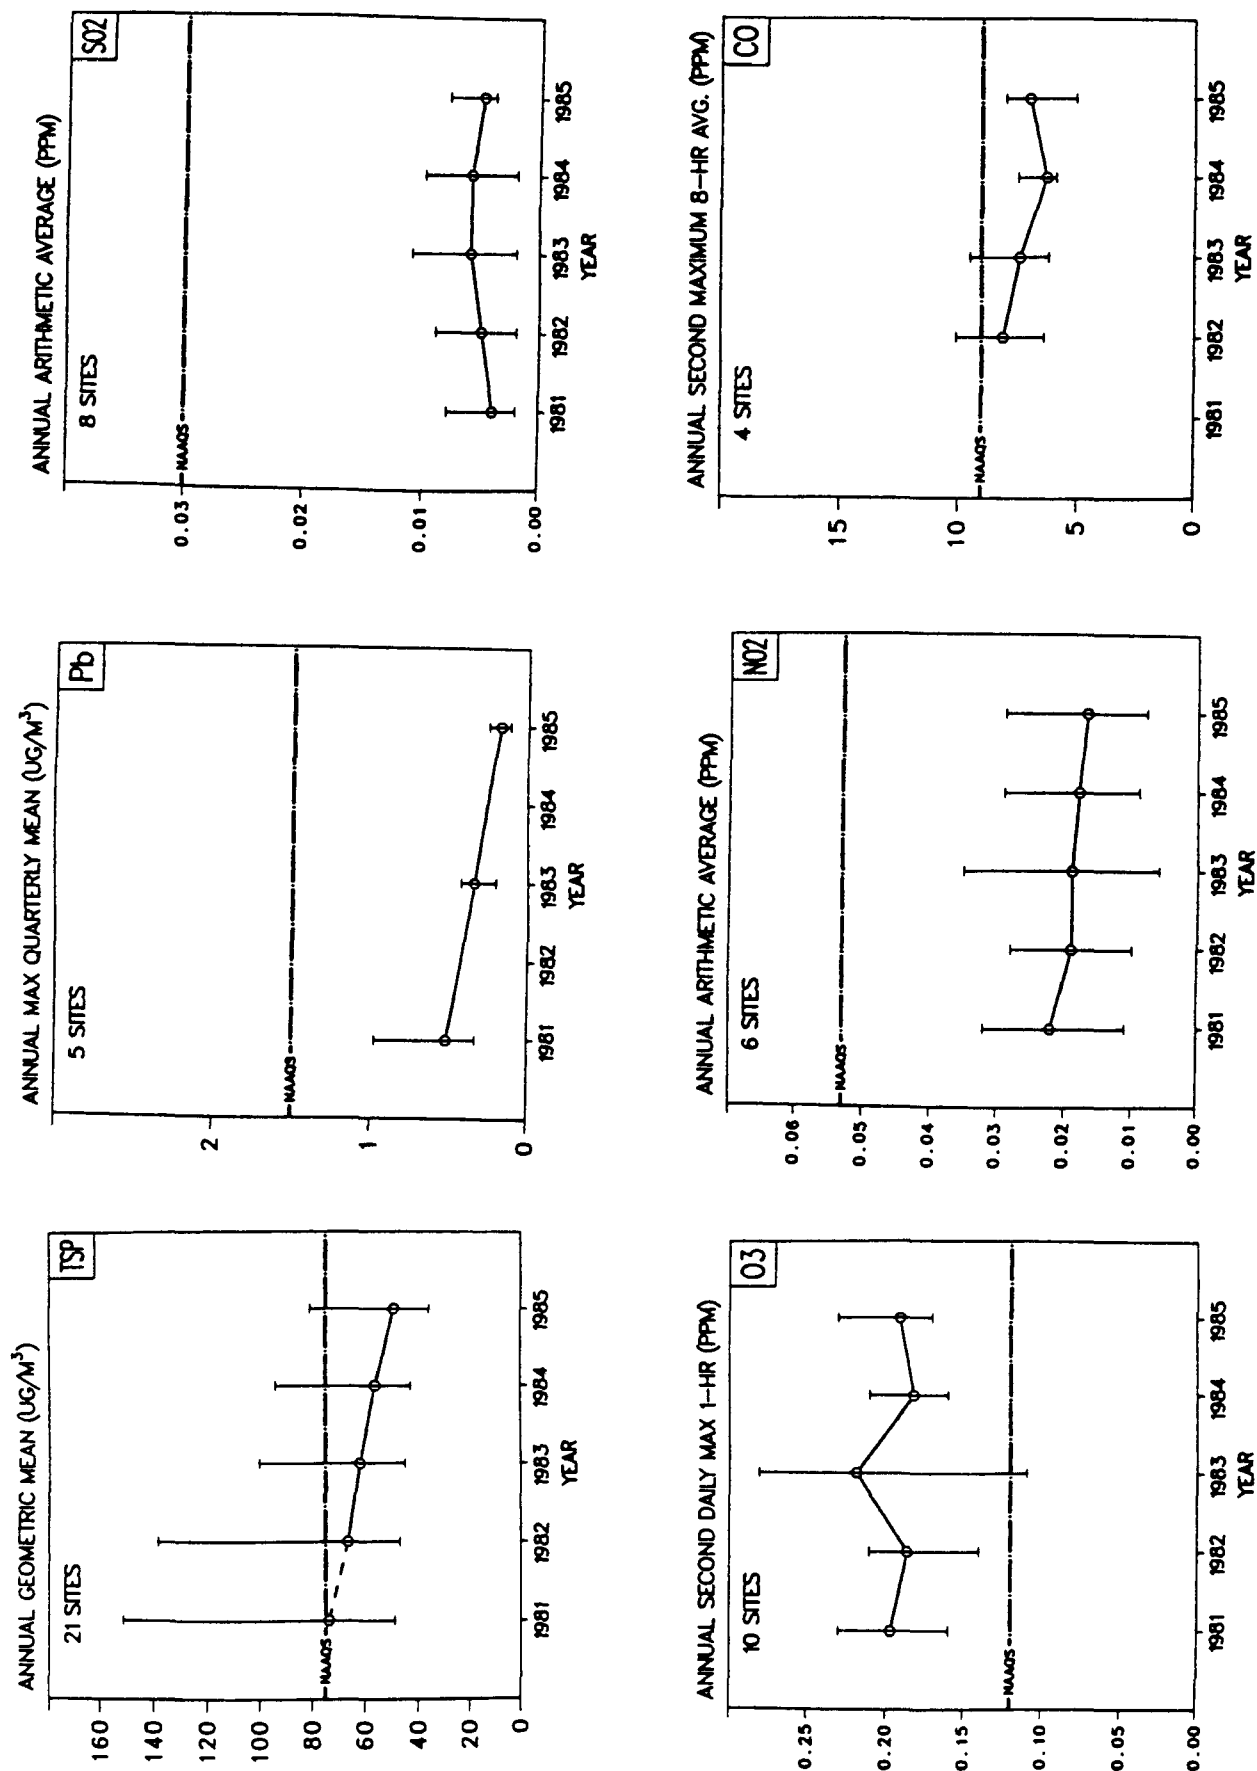 ANNUAL GEOMETRIC MEAN (UG/M³)
TSP
21 SITES
160
140
120
100
80
NAAQS
60
40
20
0
1981 1982 1983 1984 1985
YEAR
ANNUAL MAX QUARTERLY MEAN (UG/M³)
Pb
5 SITES
2
NAAQS
1
0
1981 1982 1983 1984 1985
YEAR
ANNUAL ARITHMETIC AVERAGE (PPM)
SO2
8 SITES
0.03
NAAQS
0.02
0.01
0.00
1981 1982 1983 1984 1985
YEAR
ANNUAL SECOND DAILY MAX 1-HR (PPM)
O3
10 SITES
0.25
0.20
0.15
NAAQS
0.10
0.05
0.00
1981 1982 1983 1984 1985
YEAR
ANNUAL ARITHMETIC AVERAGE (PPM)
NO2
6 SITES
0.06
NAAQS
0.05
0.04
0.03
0.02
0.01
0.00
1981 1982 1983 1984 1985
YEAR
ANNUAL SECOND MAXIMUM 8-HR AVG. (PPM)
CO
4 SITES
15
10
NAAQS
5
0
1981 1982 1983 1984 1985
YEAR